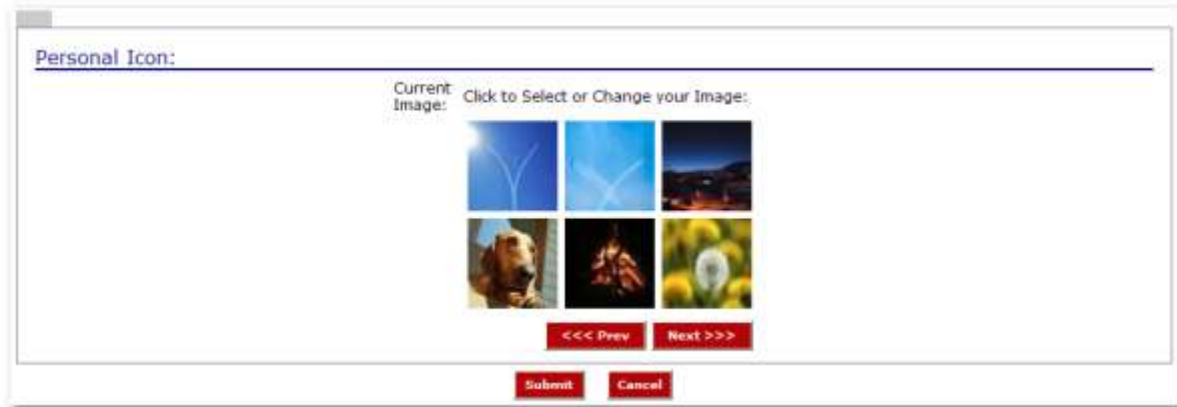 Personal Icon:
Current
Image:
Click to Select or Change your Image:
<<< Prev
Next >>>
Submit
Cancel